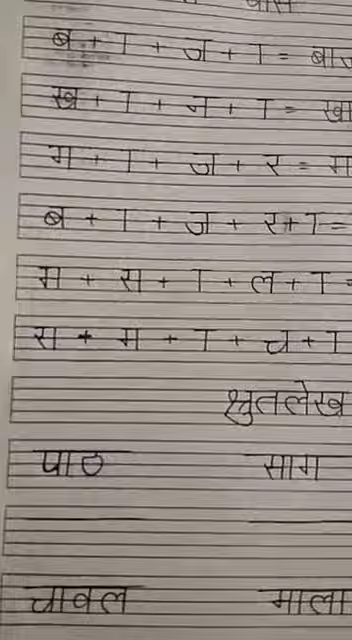 ब + ा + ज + ा = बाज
ख + ा + न + ा = खा
ग + ा + ज + र = ग
ब + ा + ज + र + ा =
म + स + ा + ल + ा =
स + म + ा + च + ा
श्रुतलेख
पाठ साग
चावल माला